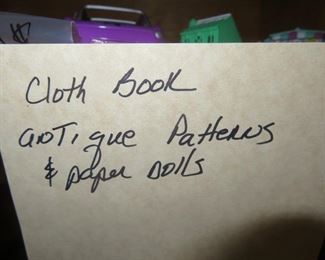 Cloth Book
antique Patterns
& paper Dolls